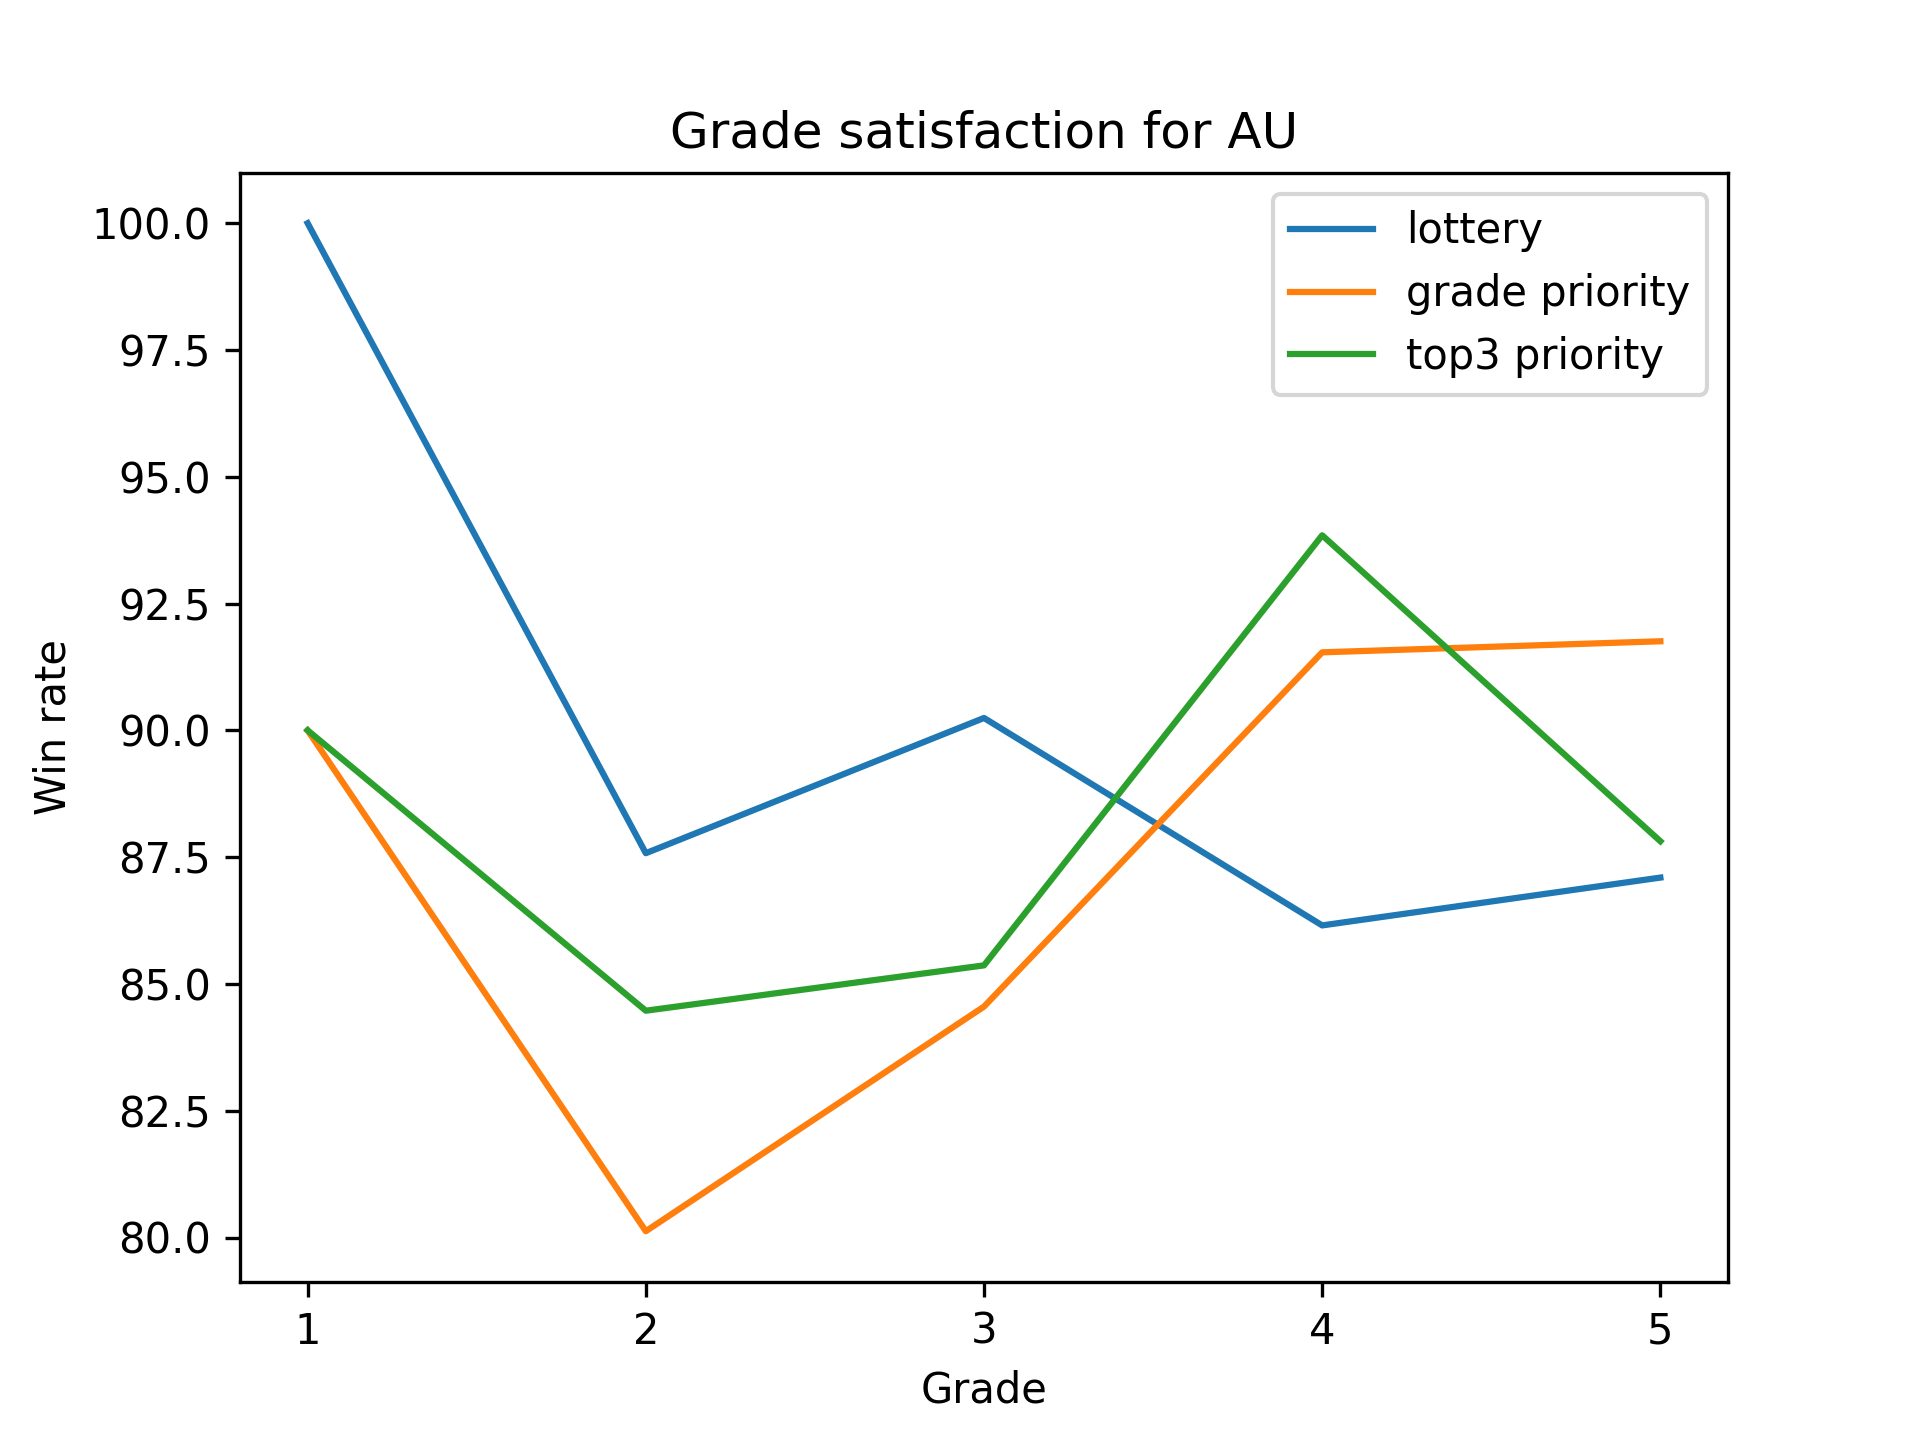 Grade satisfaction for AU
lottery
grade priority
top3 priority
100.0
97.5
95.0
92.5
90.0
87.5
85.0
82.5
80.0
Win rate
1 2 3 4 5
Grade